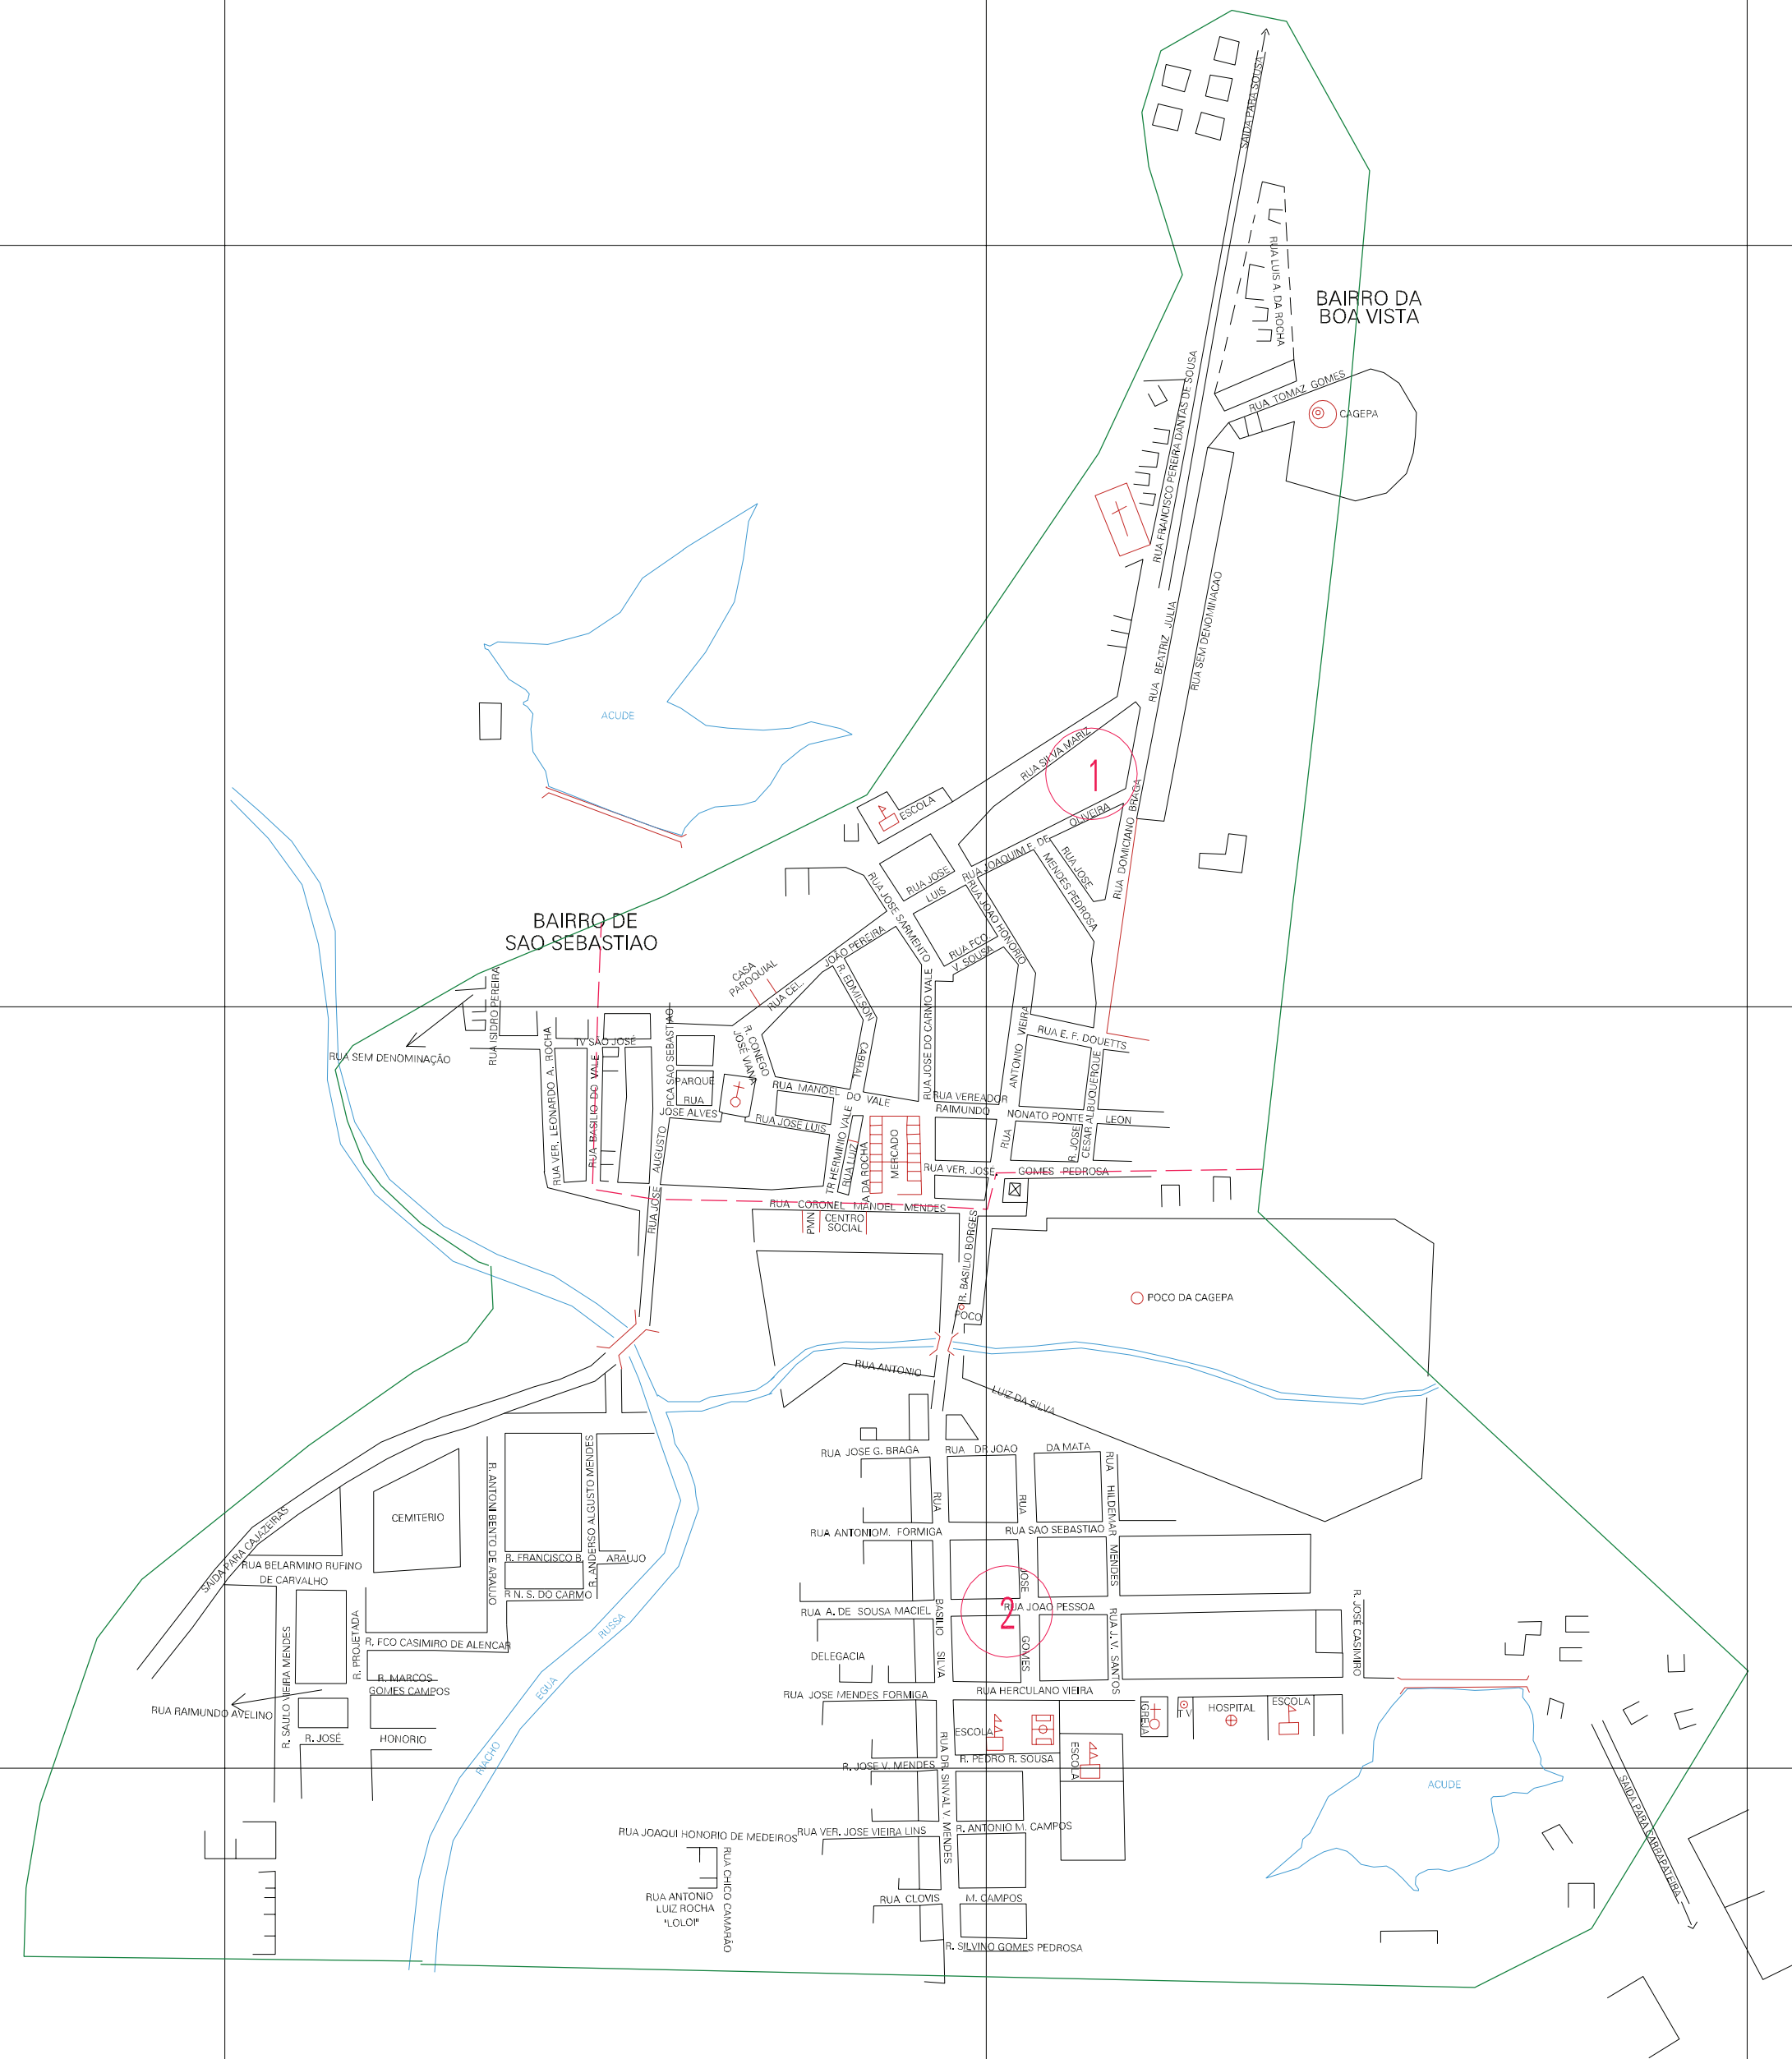 SAIDA PARA SOUSA
RUA LUIS A. DA ROCHA
BAIRRO DA
BOA VISTA
RUA FRANCISCO PEREIRA DANTAS DE SOUSA
RUA TOMAZ GOMES
CAGEPA
RUA BEATRIZ JULIA
RUA SEM DENOMINACAO
ACUDE
RUA SILVA MARIZ
1
ESCOLA
RUA JOAQUIM F. DE OLIVEIRA
RUA DOMICIANO BRAGA
RUA JOSE
MENDES PEDROSA
RUA JOSE
LUIS
RUA JOSE SARMENTO
RUA JOAO HONORIO
RUA FCO.
V. SOUSA
BAIRRO DE
SAO SEBASTIAO
CASA
PAROQUIAL
RUA CEL. JOÃO PEREIRA
R. EDMILSON CABRAL
RUA ISIDRO PEREIRA
RUA SEM DENOMINAÇÃO
RUA VER. LEONARDO A. ROCHA
TV SAO JOSÉ
RUA BASILIO DO VALE
PCA SAO SEBASTIAO
R. CONEGO
JOSÉ VIANA
PARQUE
RUA
JOSE ALVES
RUA MANOEL DO VALE
RUA JOSE LUIS
RUA JOSE DO CARMO VALE
RUA ANTONIO VIEIRA
RUA E. F. DOUETTS
RUA VEREADOR
RAIMUNDO NONATO PONTE LEON
R. JOSE
CESAR ALBUQUERQUE
TR HERMINIO VALE
RUA LUIZ
A DA ROCHA
MERCADO
RUA VER. JOSE. GOMES PEDROSA
RUA JOSE AUGUSTO
RUA CORONEL MANOEL MENDES
PMN
CENTRO
SOCIAL
R. BASILIO BORGES
POCO
POCO DA CAGEPA
RUA ANTONIO LUIZ DA SILVA
RUA JOSE G. BRAGA
RUA DR JOAO DA MATA
RUA HILDEMAR MENDES
CEMITERIO
R. ANTONI BENTO DE ARAUJO
R. ANDERSO ALGUSTO MENDES
SAIDA PARA CAJAZEIRAS
RUA ANTONIOM. FORMIGA
RUA SAO SEBASTIAO
RUA BELARMINO RUFINO
DE CARVALHO
R. FRANCISCO B. ARAUJO
R N. S. DO CARMO
RUA BASILIO SILVA
RUA JOSE GOMES
2
RUA A. DE SOUSA MACIEL
RUA JOAO PESSOA
RUA J. V. SANTOS
R. JOSE CASIMIRO
R. PROJETADA
R. FCO CASIMIRO DE ALENCAR
R. SAULO VIEIRA MENDES
R. MARCOS
GOMES CAMPOS
RUA RAIMUNDO AVELINO
R. JOSÉ HONORIO
RIACHO EGUA RUSSA
DELEGACIA
RUA JOSE MENDES FORMIGA
RUA HERCULANO VIEIRA
IGREJA
TV
HOSPITAL
ESCOLA
ESCOLA
ESCOLA
R. PEDRO R. SOUSA
R. JOSE V. MENDES
RUA DR. SINVAL V. MENDES
ACUDE
SAIDA PARA CARRAPATEIRA
RUA JOAQUI HONORIO DE MEDEIROS
RUA VER. JOSE VIEIRA LINS
R. ANTONIO M. CAMPOS
RUA CHICO CAMARÃO
RUA ANTONIO
LUIZ ROCHA
"LOLOI"
RUA CLOVIS M. CAMPOS
R. SILVINO GOMES PEDROSA